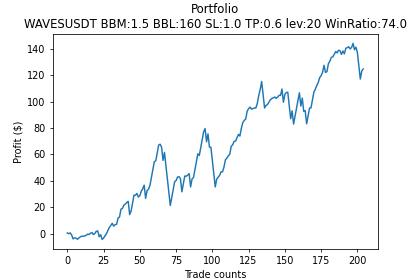 Portfolio
WAVESUSDT BBM:1.5 BBL:160 SL:1.0 TP:0.6 lev:20 WinRatio:74.0
140
120
100
80
60
40
20
0
Profit ($)
0 25 50 75 100 125 150 175 200
Trade counts